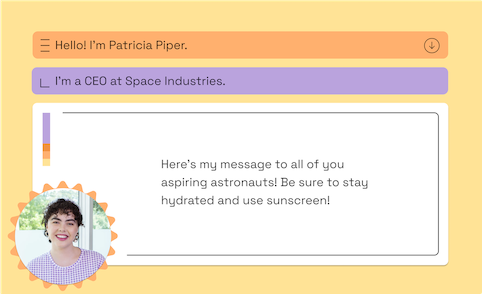 Hello! I'm Patricia Piper.
I'm a CEO at Space Industries.
Here's my message to all of you
aspiring astronauts! Be sure to stay
hydrated and use sunscreen!